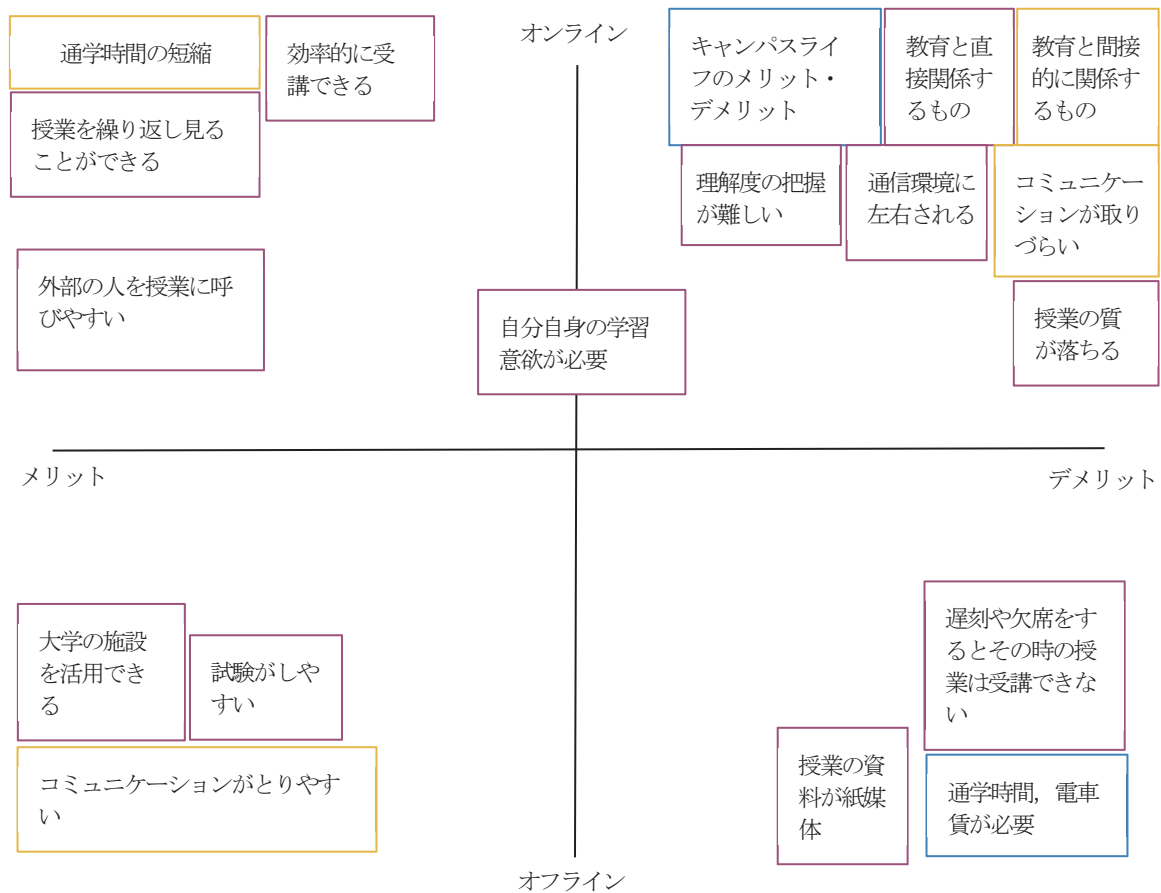 オンライン
通学時間の短縮
効率的に受
講できる
授業を繰り返し見る
ことができる
外部の人を授業に呼
びやすい
キャンパスライ
フのメリット・
デメリット
教育と直
接関係す
るもの
教育と間接
的に関係す
るもの
理解度の把握
が難しい
通信環境に
左右される
コミュニケー
ションが取り
づらい
授業の質
が落ちる
自分自身の学習
意欲が必要
メリット
デメリット
大学の施設
を活用でき
る
試験がしや
すい
コミュニケーションがとりやす
い
遅刻や欠席をす
るとその時の授
業は受講できな
い
授業の資
料が紙媒
体
通学時間，電車
賃が必要
オフライン